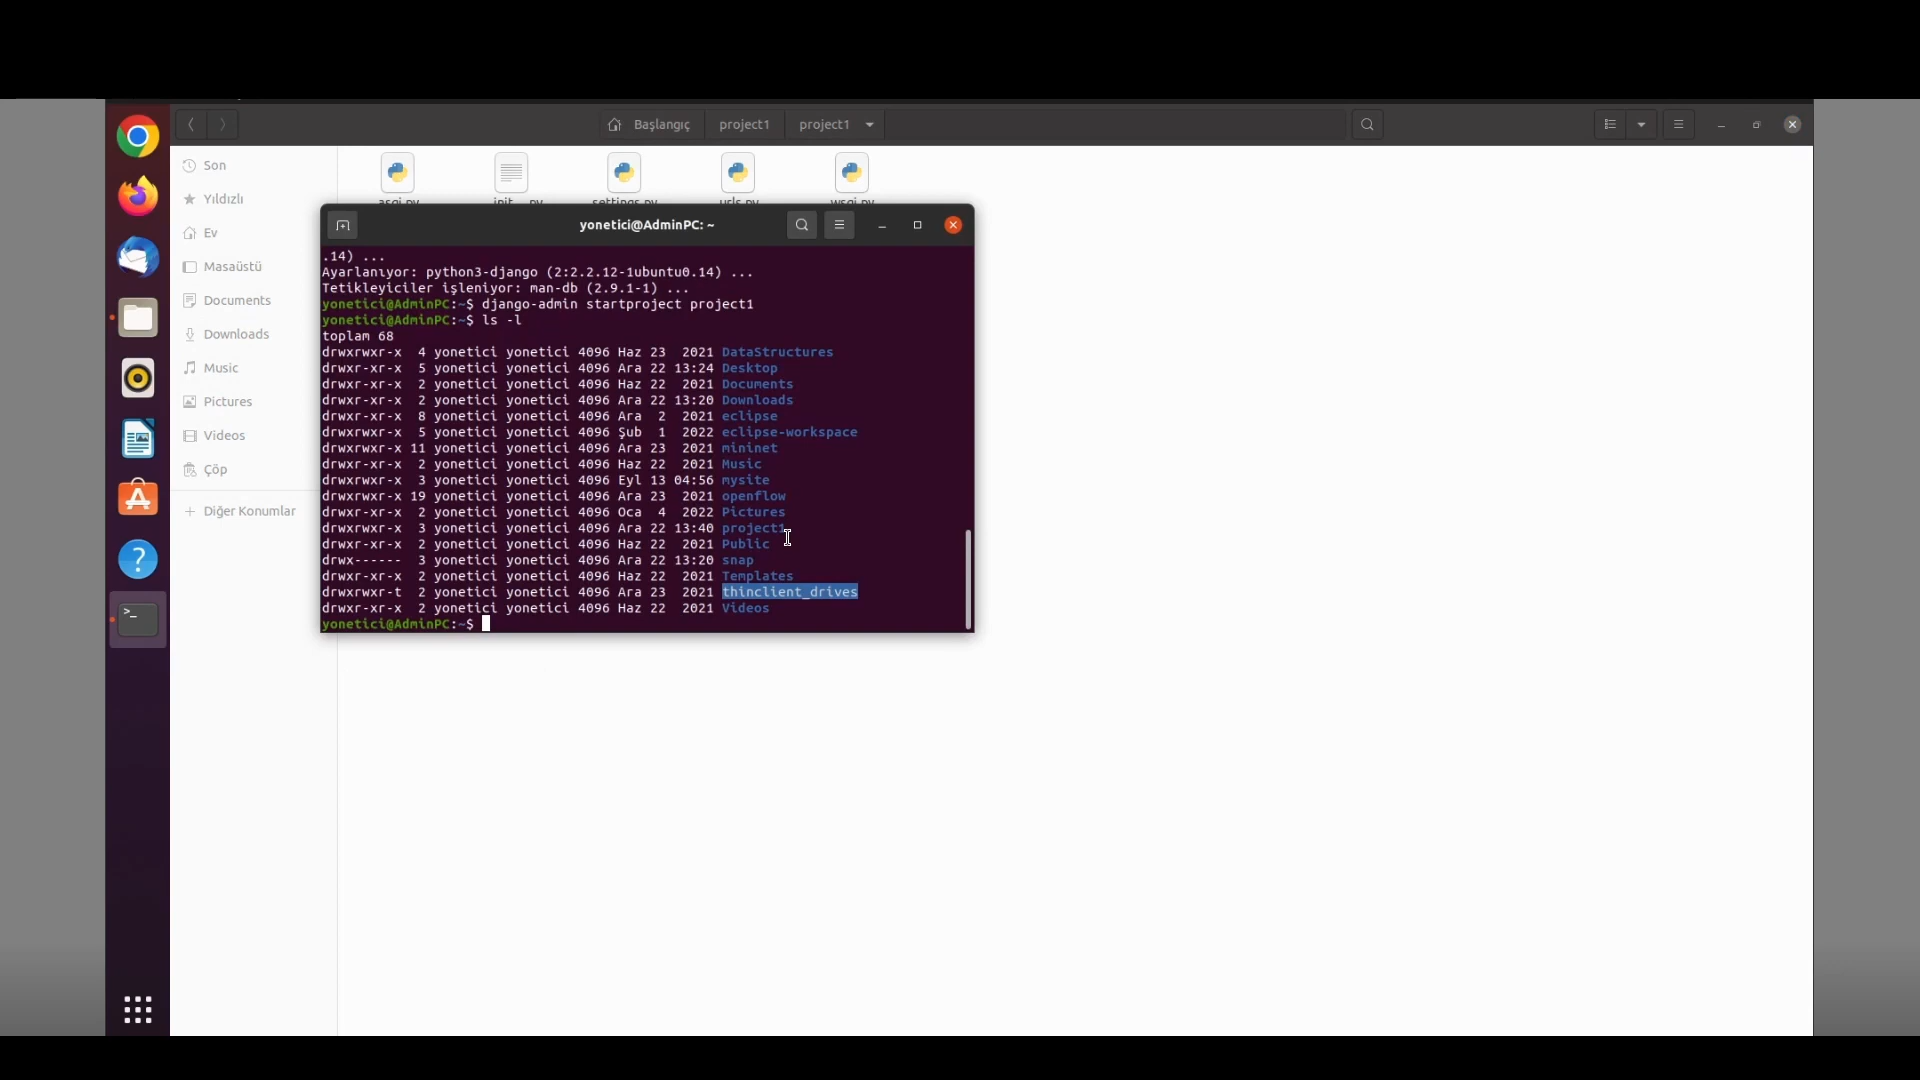 Başlangıç project1 project1
Son
Yıldızlı
Ev
Masaüstü
Documents
Downloads
Music
Pictures
Videos
Çöp
+ Diğer Konumlar
asgi.py __init__.py settings.py urls.py wsgi.py
yonetici@AdminPC: ~
.14) ...
Ayarlanıyor: python3-django (2:2.2.12-1ubuntu0.14) ...
Tetikleyiciler işleniyor: man-db (2.9.1-1) ...
yonetici@AdminPC:~$ django-admin startproject project1
yonetici@AdminPC:~$ ls -l
toplam 68
drwxrwxr-x  4 yonetici yonetici 4096 Haz 23  2021 DataStructures
drwxr-xr-x  5 yonetici yonetici 4096 Ara 22 13:24 Desktop
drwxr-xr-x  2 yonetici yonetici 4096 Haz 22  2021 Documents
drwxr-xr-x  2 yonetici yonetici 4096 Ara 22 13:20 Downloads
drwxr-xr-x  8 yonetici yonetici 4096 Ara  2  2021 eclipse
drwxrwxr-x  5 yonetici yonetici 4096 Şub  1  2022 eclipse-workspace
drwxrwxr-x 11 yonetici yonetici 4096 Ara 23  2021 mininet
drwxr-xr-x  2 yonetici yonetici 4096 Haz 22  2021 Music
drwxrwxr-x  3 yonetici yonetici 4096 Eyl 13 04:56 mysite
drwxrwxr-x 19 yonetici yonetici 4096 Ara 23  2021 openflow
drwxr-xr-x  2 yonetici yonetici 4096 Oca  4  2022 Pictures
drwxrwxr-x  3 yonetici yonetici 4096 Ara 22 13:40 project1
drwxr-xr-x  2 yonetici yonetici 4096 Haz 22  2021 Public
drwx------  3 yonetici yonetici 4096 Ara 22 13:20 snap
drwxr-xr-x  2 yonetici yonetici 4096 Haz 22  2021 Templates
drwxrwxr-t  2 yonetici yonetici 4096 Ara 23  2021 thinclient_drives
drwxr-xr-x  2 yonetici yonetici 4096 Haz 22  2021 Videos
yonetici@AdminPC:~$